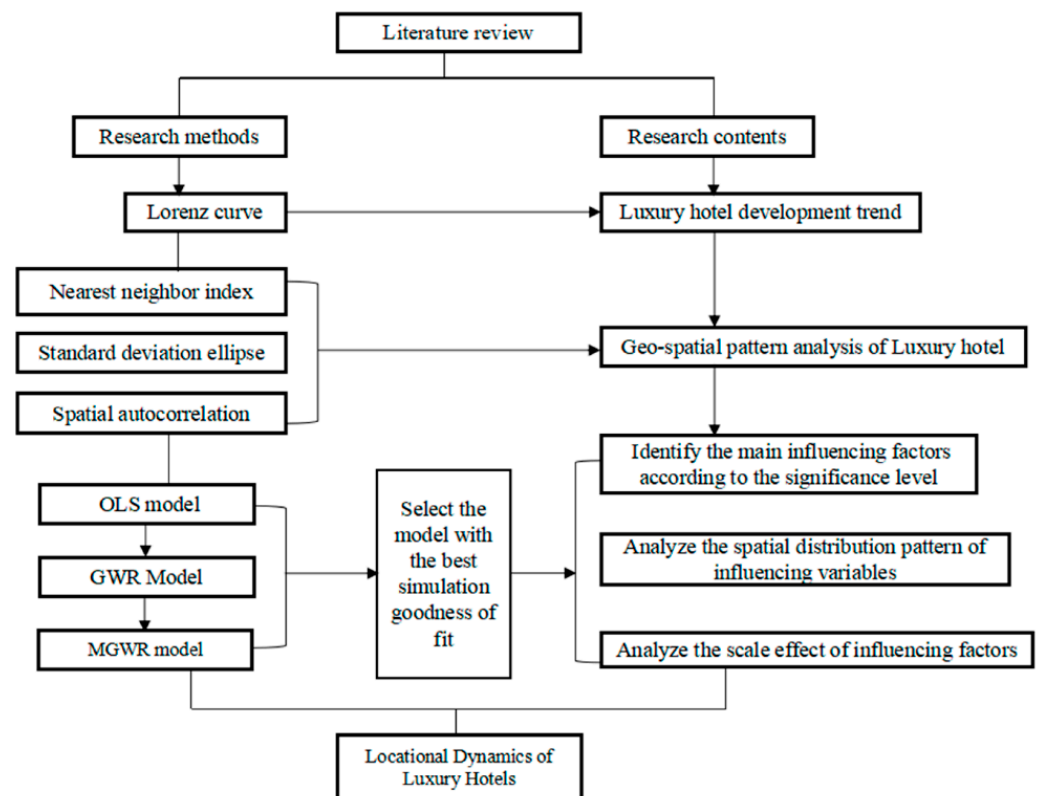 Literature review
Research methods
Research contents
Lorenz curve
Luxury hotel development trend
Nearest neighbor index
Standard deviation ellipse
Geo-spatial pattern analysis of Luxury hotel
Spatial autocorrelation
Identify the main influencing factors
according to the significance level
OLS model
GWR Model
MGWR model
Select the
model with
the best
simulation
goodness of
fit
Analyze the spatial distribution pattern of
influencing variables
Analyze the scale effect of influencing factors
Locational Dynamics of
Luxury Hotels